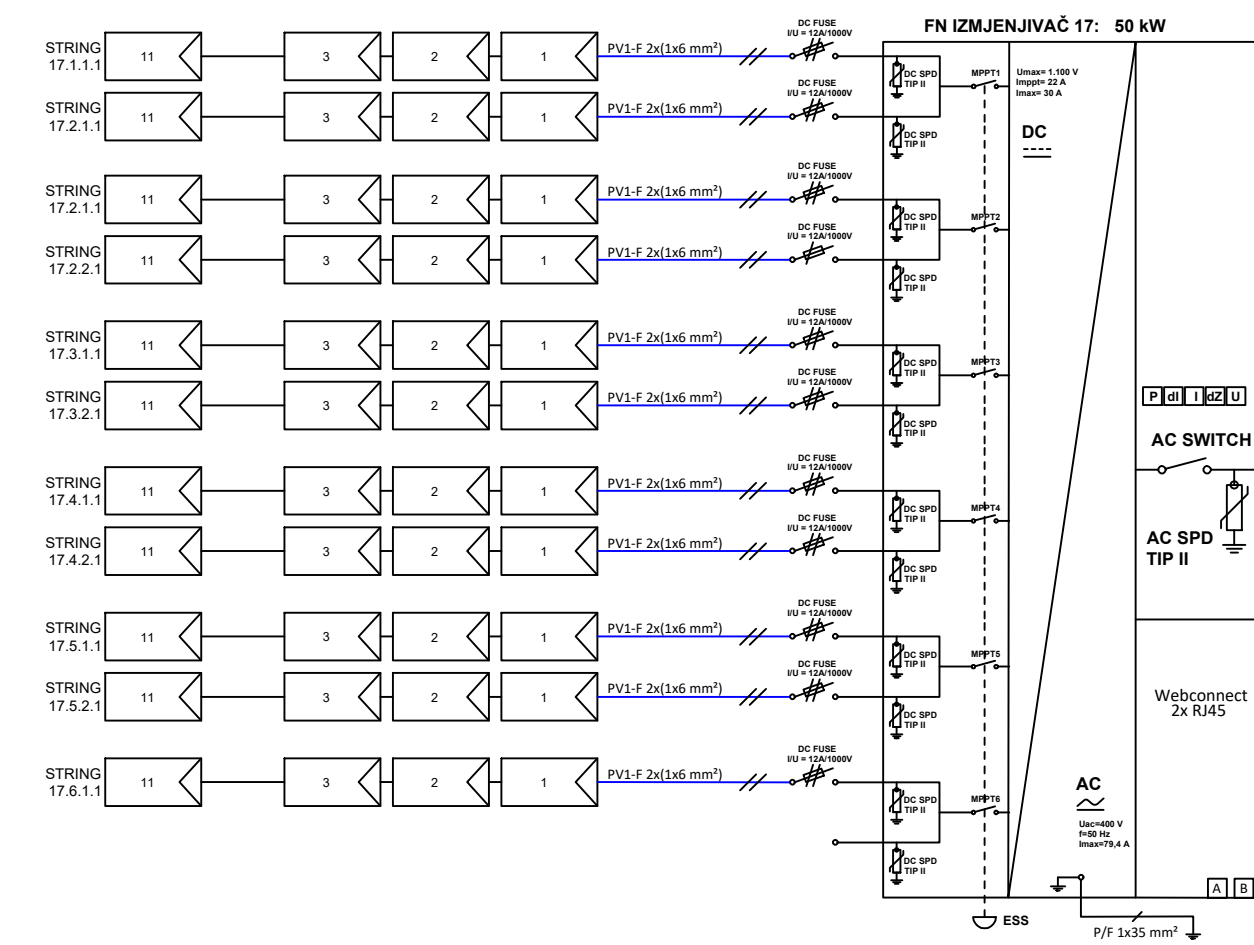 FN IZMJENJIVAČ 17: 50 kW
DC FUSE
I/U = 12A/1000V
STRING
17.1.1.1
11
3
2
1
PV1-F 2x(1x6 mm²)
DC SPD
TIP II
MPPT1
Umax= 1.100 V
Imppt= 22 A
Imax= 30 A
DC FUSE
I/U = 12A/1000V
STRING
17.2.1.1
11
3
2
1
PV1-F 2x(1x6 mm²)
DC SPD
TIP II
DC
DC FUSE
I/U = 12A/1000V
STRING
17.2.1.1
11
3
2
1
PV1-F 2x(1x6 mm²)
DC SPD
TIP II
MPPT2
DC FUSE
I/U = 12A/1000V
STRING
17.2.2.1
11
3
2
1
PV1-F 2x(1x6 mm²)
DC SPD
TIP II
DC FUSE
I/U = 12A/1000V
STRING
17.3.1.1
11
3
2
1
PV1-F 2x(1x6 mm²)
DC SPD
TIP II
MPPT3
DC FUSE
I/U = 12A/1000V
STRING
17.3.2.1
11
3
2
1
PV1-F 2x(1x6 mm²)
DC SPD
TIP II
P dI I dZ U
AC SWITCH
DC FUSE
I/U = 12A/1000V
STRING
17.4.1.1
11
3
2
1
PV1-F 2x(1x6 mm²)
DC SPD
TIP II
MPPT4
DC FUSE
I/U = 12A/1000V
STRING
17.4.2.1
11
3
2
1
PV1-F 2x(1x6 mm²)
DC SPD
TIP II
AC SPD
TIP II
DC FUSE
I/U = 12A/1000V
STRING
17.5.1.1
11
3
2
1
PV1-F 2x(1x6 mm²)
DC SPD
TIP II
MPPT5
DC FUSE
I/U = 12A/1000V
STRING
17.5.2.1
11
3
2
1
PV1-F 2x(1x6 mm²)
DC SPD
TIP II
Webconnect
2x RJ45
DC FUSE
I/U = 12A/1000V
STRING
17.6.1.1
11
3
2
1
PV1-F 2x(1x6 mm²)
DC SPD
TIP II
MPPT6
DC SPD
TIP II
AC
Uac=400 V
f=50 Hz
Imax=79,4 A
A B
ESS
P/F 1x35 mm²